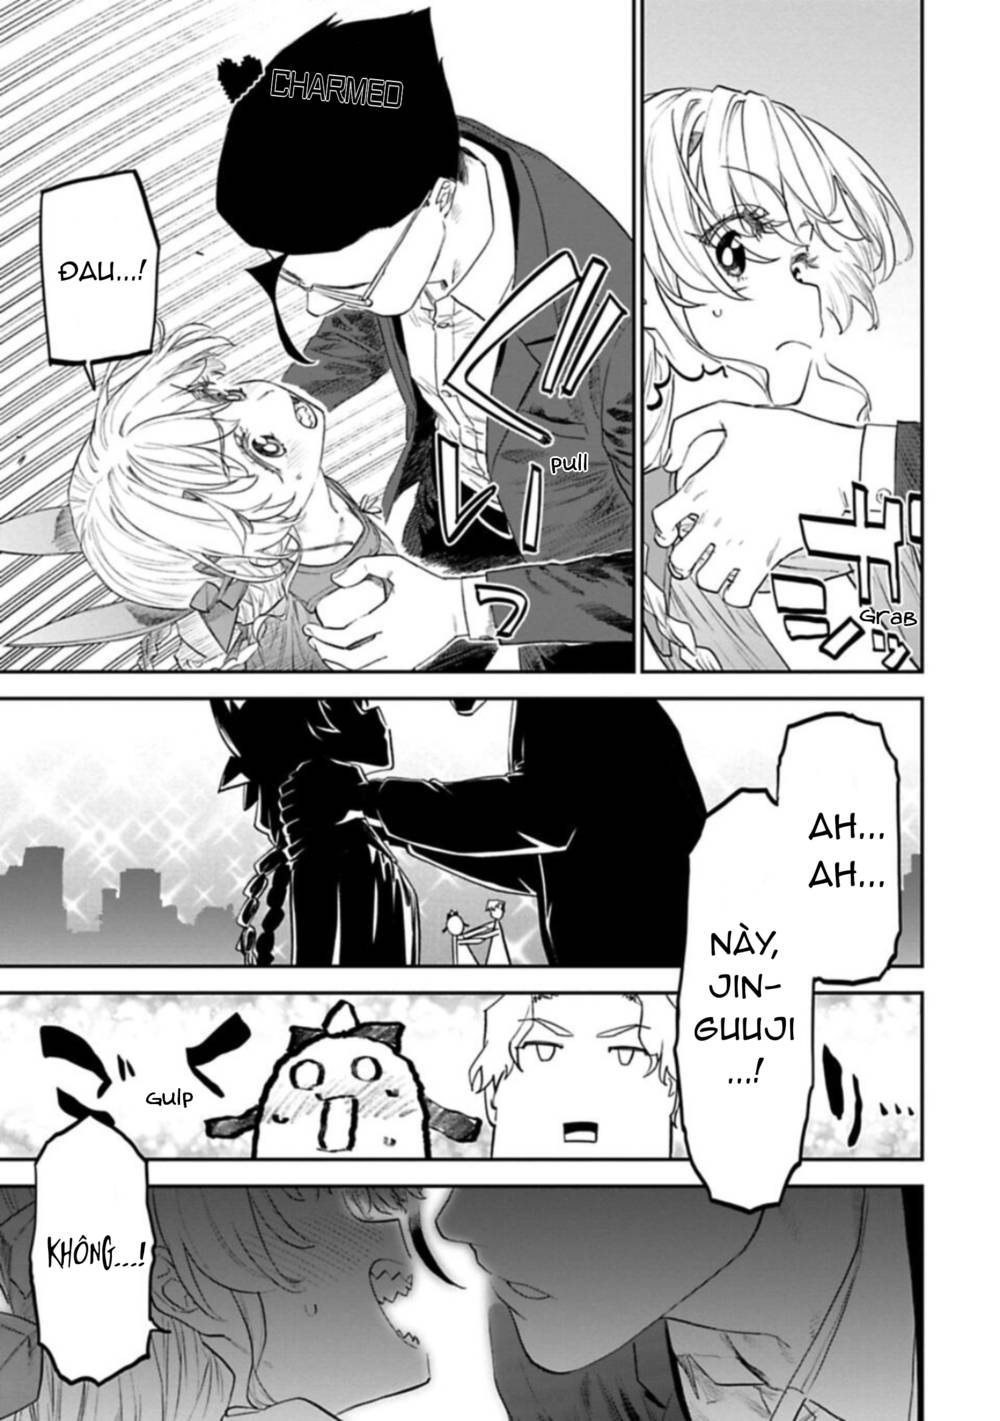 Grab
CHARMED
ĐAU...!
pull
AH...
AH...
NÀY,
JIN-
GUUJI
...!
Gulp
KHÔNG...!